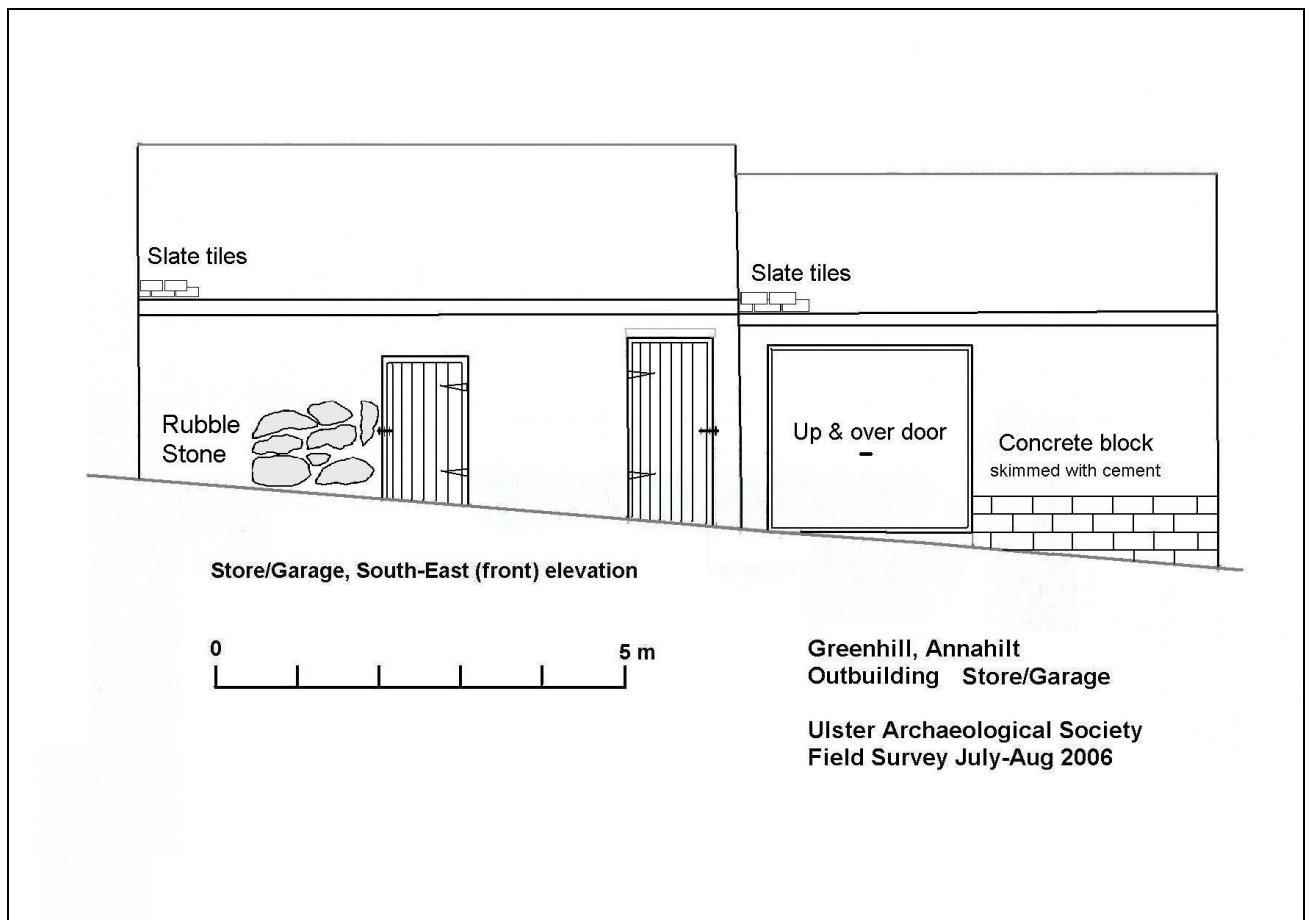 Slate tiles
Slate tiles
Rubble
Stone
Up & over door
Concrete block
skimmed with cement
Store/Garage, South-East (front) elevation
0
5 m
Greenhill, Annahilt
Outbuilding Store/Garage
Ulster Archaeological Society
Field Survey July-Aug 2006